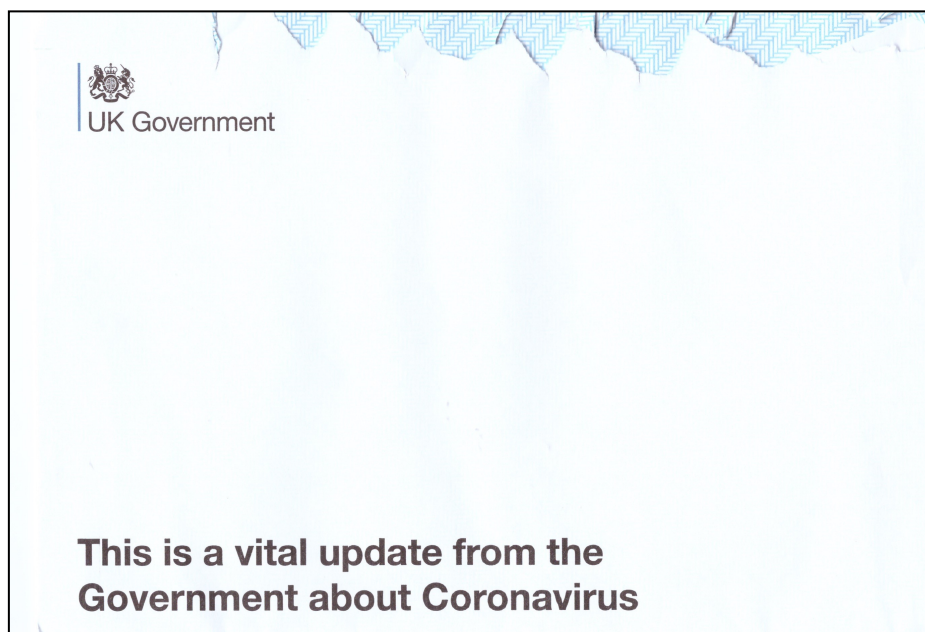 UK Government
This is a vital update from the
Government about Coronavirus